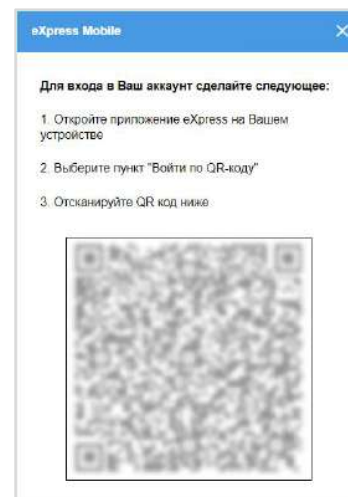 eXpress Mobile
Для входа в Ваш аккаунт сделайте следующее:
1. Откройте приложение eXpress на Вашем
устройстве
2. Выберите пункт "Войти по QR-коду"
3. Отсканируйте QR код ниже